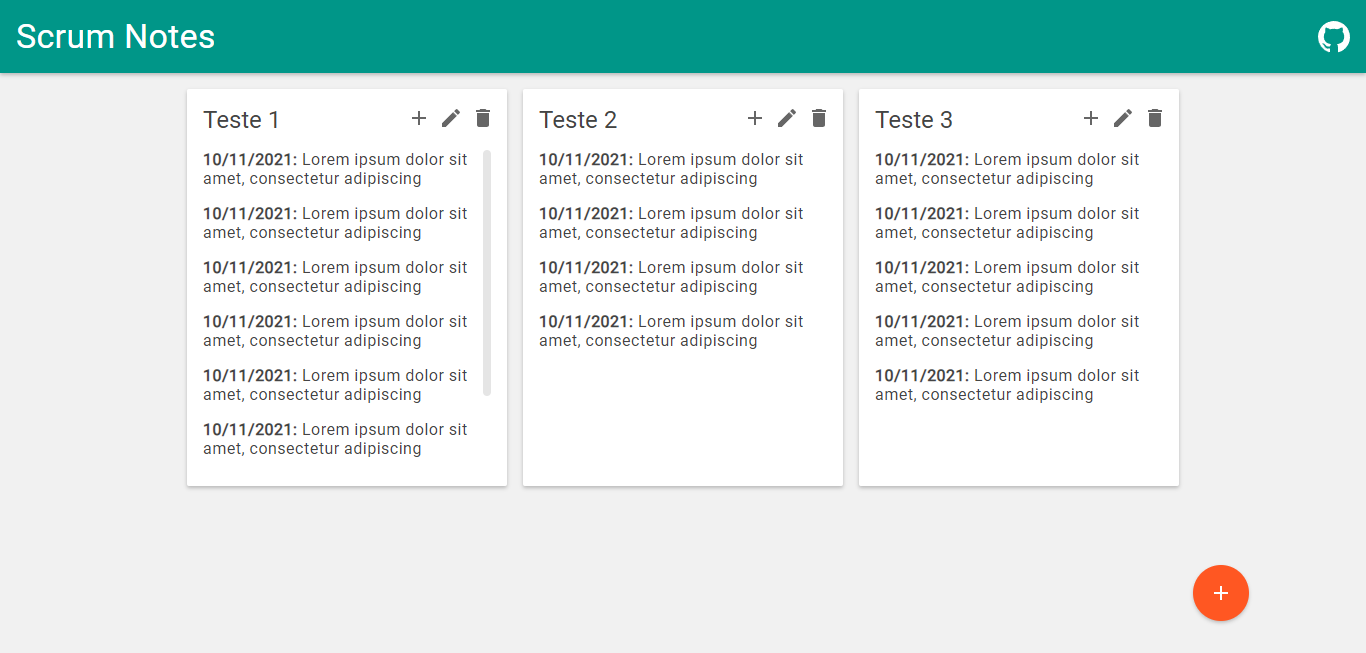 Scrum Notes
Teste 1
10/11/2021: Lorem ipsum dolor sit
amet, consectetur adipiscing
10/11/2021: Lorem ipsum dolor sit
amet, consectetur adipiscing
10/11/2021: Lorem ipsum dolor sit
amet, consectetur adipiscing
10/11/2021: Lorem ipsum dolor sit
amet, consectetur adipiscing
10/11/2021: Lorem ipsum dolor sit
amet, consectetur adipiscing
10/11/2021: Lorem ipsum dolor sit
amet, consectetur adipiscing
Teste 2
10/11/2021: Lorem ipsum dolor sit
amet, consectetur adipiscing
10/11/2021: Lorem ipsum dolor sit
amet, consectetur adipiscing
10/11/2021: Lorem ipsum dolor sit
amet, consectetur adipiscing
10/11/2021: Lorem ipsum dolor sit
amet, consectetur adipiscing
Teste 3
10/11/2021: Lorem ipsum dolor sit
amet, consectetur adipiscing
10/11/2021: Lorem ipsum dolor sit
amet, consectetur adipiscing
10/11/2021: Lorem ipsum dolor sit
amet, consectetur adipiscing
10/11/2021: Lorem ipsum dolor sit
amet, consectetur adipiscing
10/11/2021: Lorem ipsum dolor sit
amet, consectetur adipiscing